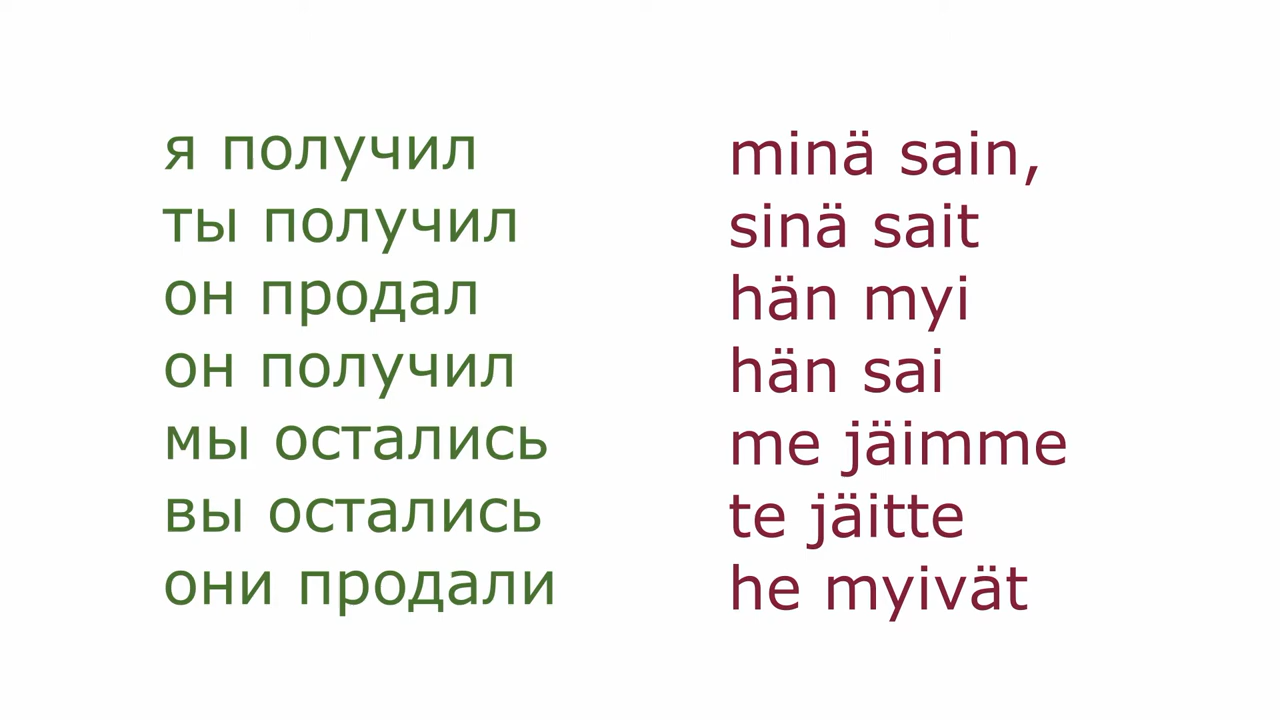 я получил
ты получил
он продал
он получил
мы остались
вы остались
они продали
minä sain,
sinä sait
hän myi
hän sai
me jäimme
te jäitte
he myivät